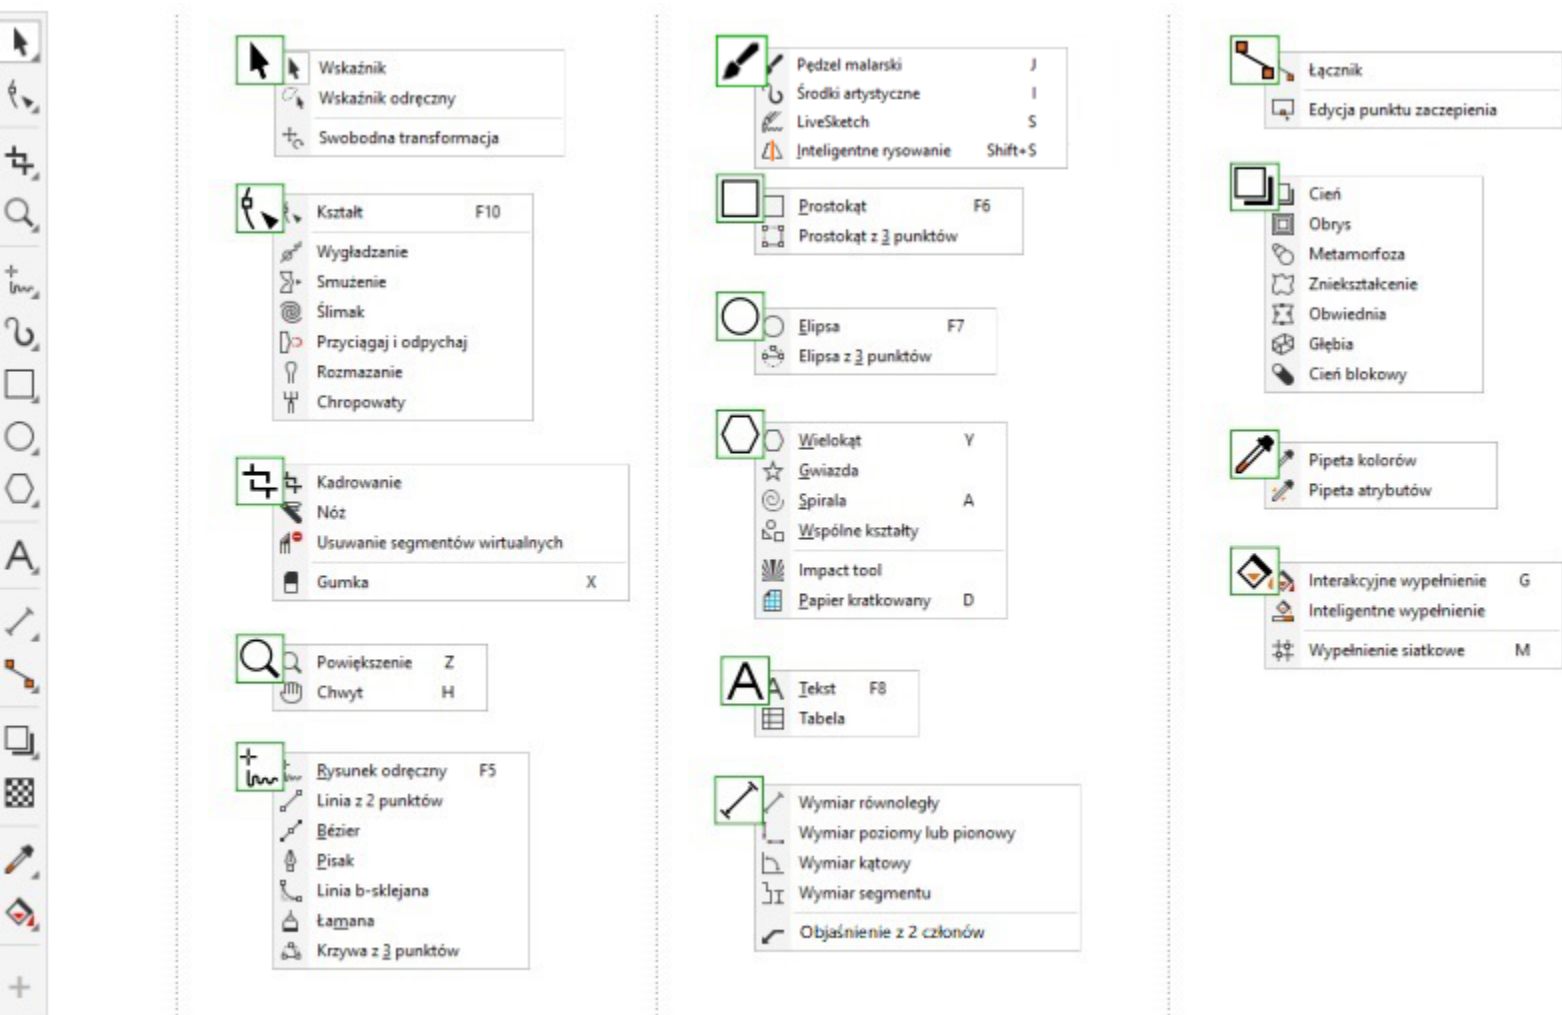 Wskaźnik
Wskaźnik odręczny
Swobodna transformacja
Kształt F10
Wygładzanie
Smużenie
Ślimak
Przyciągaj i odpychaj
Rozmazanie
Chropowaty
Kadrowanie
Nóż
Usuwanie segmentów wirtualnych
Gumka X
Powiększenie Z
Chwyt H
Rysunek odręczny F5
Linia z 2 punktów
Bézier
Pisak
Linia b-sklejana
Łamana
Krzywa z 3 punktów
Pędzel malarski J
Środki artystyczne I
LiveSketch S
Inteligentne rysowanie Shift+S
Prostokąt F6
Prostokąt z 3 punktów
Elipsa F7
Elipsa z 3 punktów
Wielokąt Y
Gwiazda
Spirala A
Wspólne kształty
Impact tool
Papier kratkowany D
Tekst F8
Tabela
Wymiar równoległy
Wymiar poziomy lub pionowy
Wymiar kątowy
Wymiar segmentu
Objaśnienie z 2 członów
Łącznik
Edycja punktu zaczepienia
Cień
Obrys
Metamorfoza
Zniekształcenie
Obwiednia
Głębia
Cień blokowy
Pipeta kolorów
Pipeta atrybutów
Interakcyjne wypełnienie G
Inteligentne wypełnienie
Wypełnienie siatkowe M